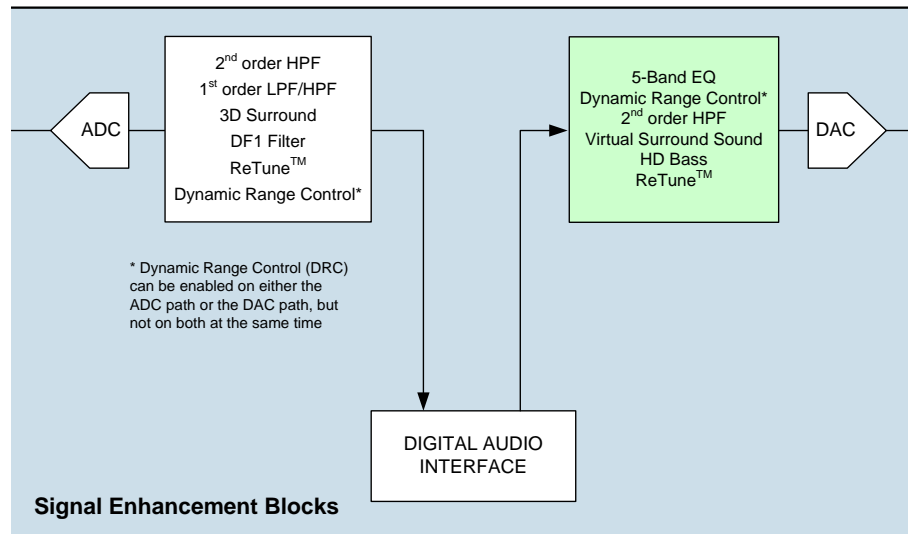 ADC
2nd order HPF
1st order LPF/HPF
3D Surround
DF1 Filter
ReTune™
Dynamic Range Control*
* Dynamic Range Control (DRC)
can be enabled on either the
ADC path or the DAC path, but
not on both at the same time
5-Band EQ
Dynamic Range Control*
2nd order HPF
Virtual Surround Sound
HD Bass
ReTune™
DAC
DIGITAL AUDIO
INTERFACE
Signal Enhancement Blocks